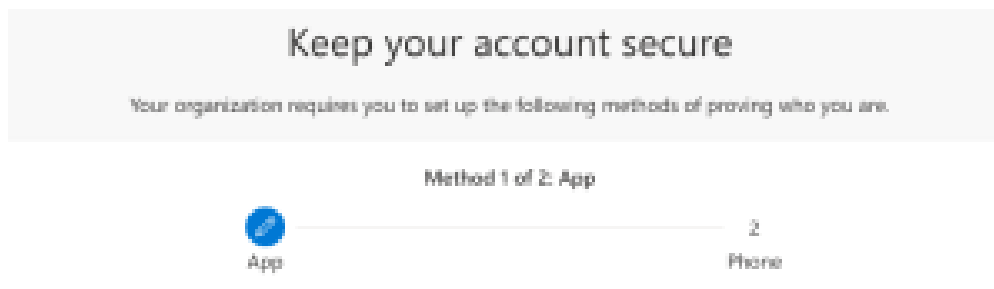 Keep your account secure
Your organization requires you to set up the following methods of proving who you are.
Method 1 of 2: App
2
App
Phone